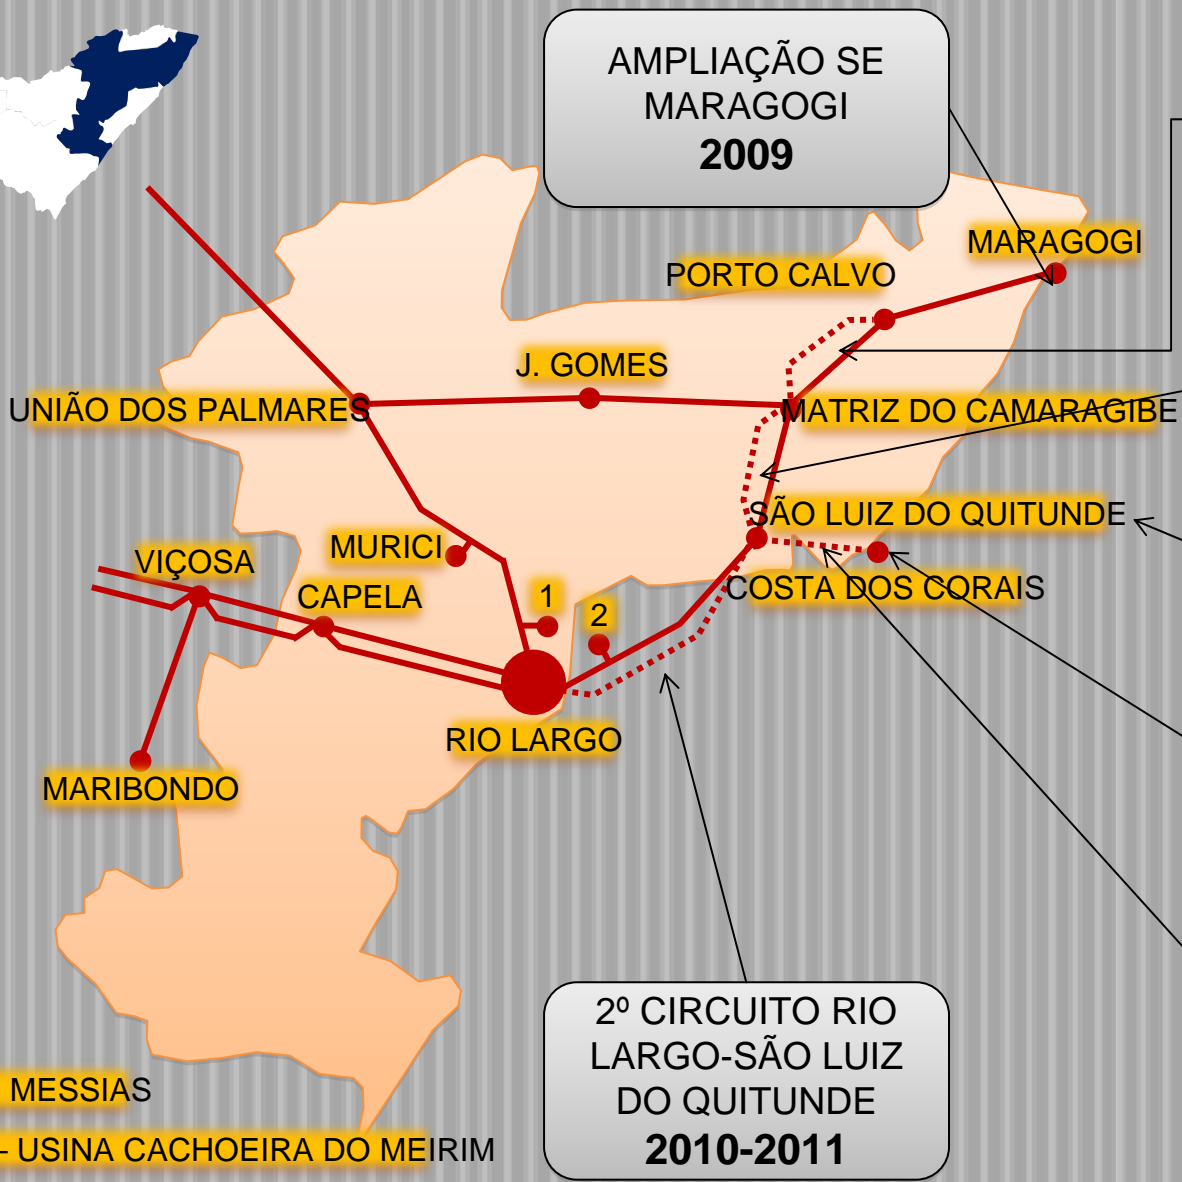 AMPLIAÇÃO SE
MARAGOGI
2009
MARAGOGI
PORTO CALVO
J. GOMES
UNIÃO DOS PALMARES
MATRIZ DO CAMARAGIBE
SÃO LUIZ DO QUITUNDE
MURICI
VIÇOSA
CAPELA
1
2
COSTA DOS CORAIS
RIO LARGO
MARIBONDO
2º CIRCUITO RIO
LARGO-SÃO LUIZ
DO QUITUNDE
2010-2011
MESSIAS
- USINA CACHOEIRA DO MEIRIM